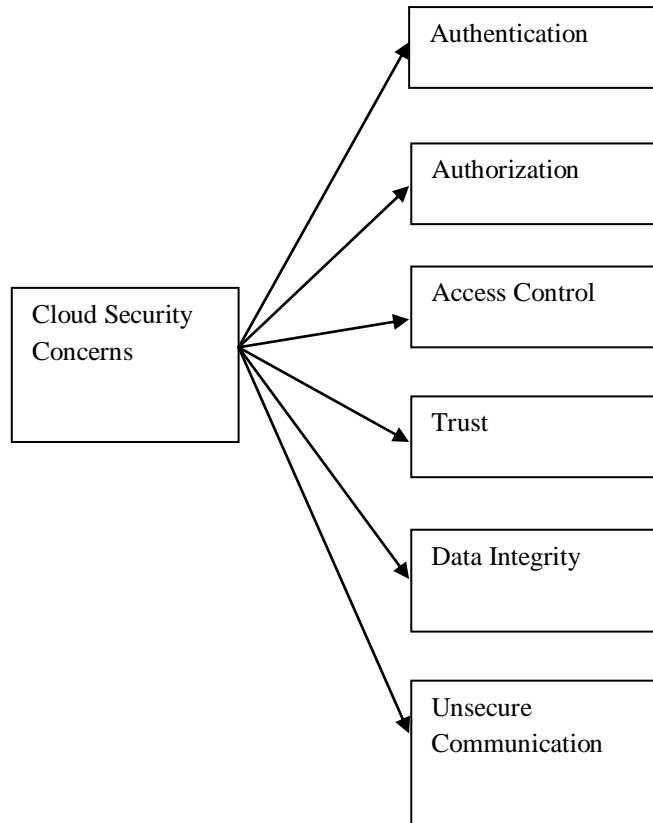 Authentication
Authorization
Access Control
Cloud Security
Concerns
Trust
Data Integrity
Unsecure
Communication